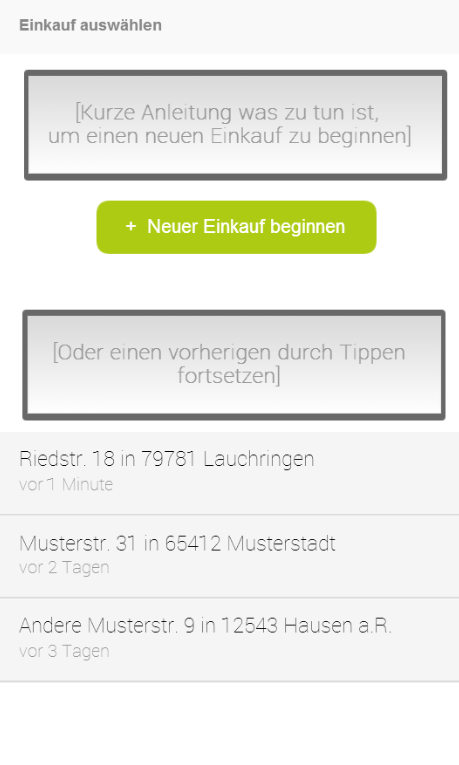 Einkauf auswählen
[Kurze Anleitung was zu tun ist,
um einen neuen Einkauf zu beginnen]
+ Neuer Einkauf beginnen
[Oder einen vorherigen durch Tippen
fortsetzen]
Riedstr. 18 in 79781 Lauchringen
vor 1 Minute
Musterstr. 31 in 65412 Musterstadt
vor 2 Tagen
Andere Musterstr. 9 in 12543 Hausen a.R.
vor 3 Tagen